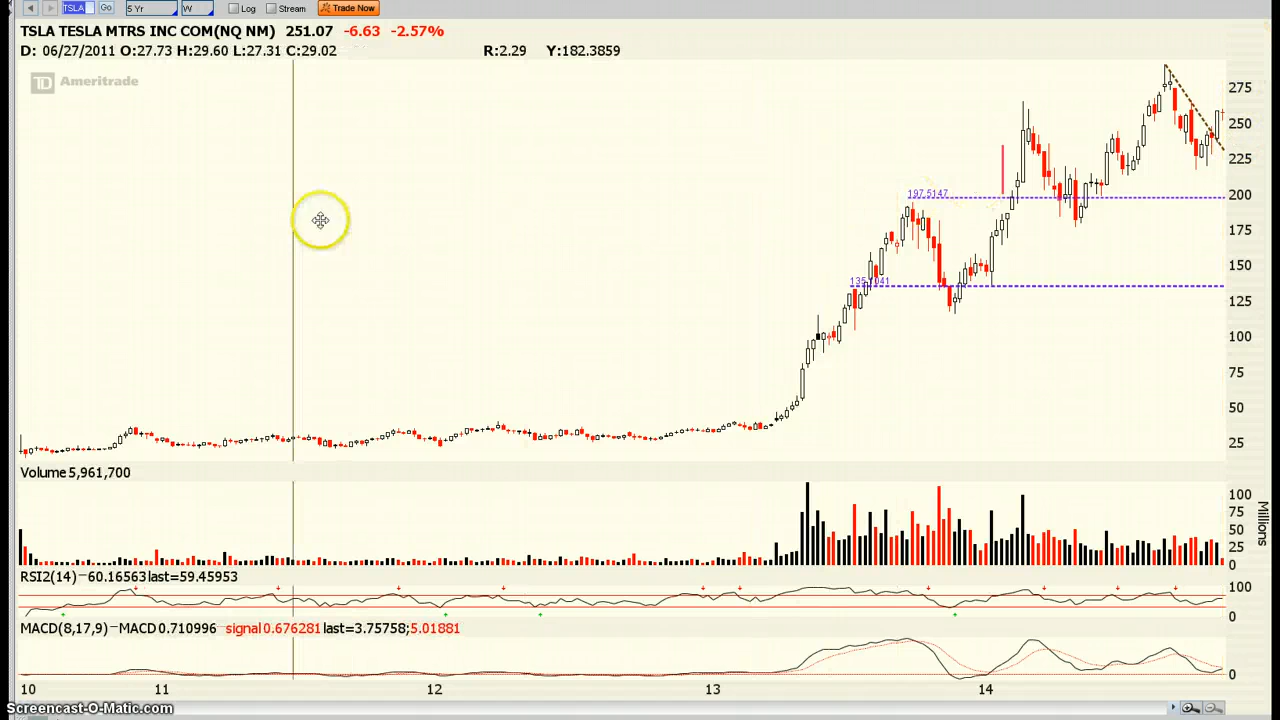 TSLA Go 5 Yr W Log Stream Trade Now
TSLA TESLA MTRS INC COM(NQ NM) 251.07 -6.63 -2.57%
D: 06/27/2011 O:27.73 H:29.60 L:27.31 C:29.02 R:2.29 Y:182.3859
TD Ameritrade
275
250
225
197.5147
200
175
150
135.1041
125
100
75
50
25
Volume 5,961,700
100
75
50
25
0
Millions
RSI2(14) - 60.16563 last=59.45953
100
0
MACD(8,17,9) - MACD 0.710996 signal 0.676281 last=3.75758;5.01881
0
10 11 12 13 14
Screencast-O-Matic.com